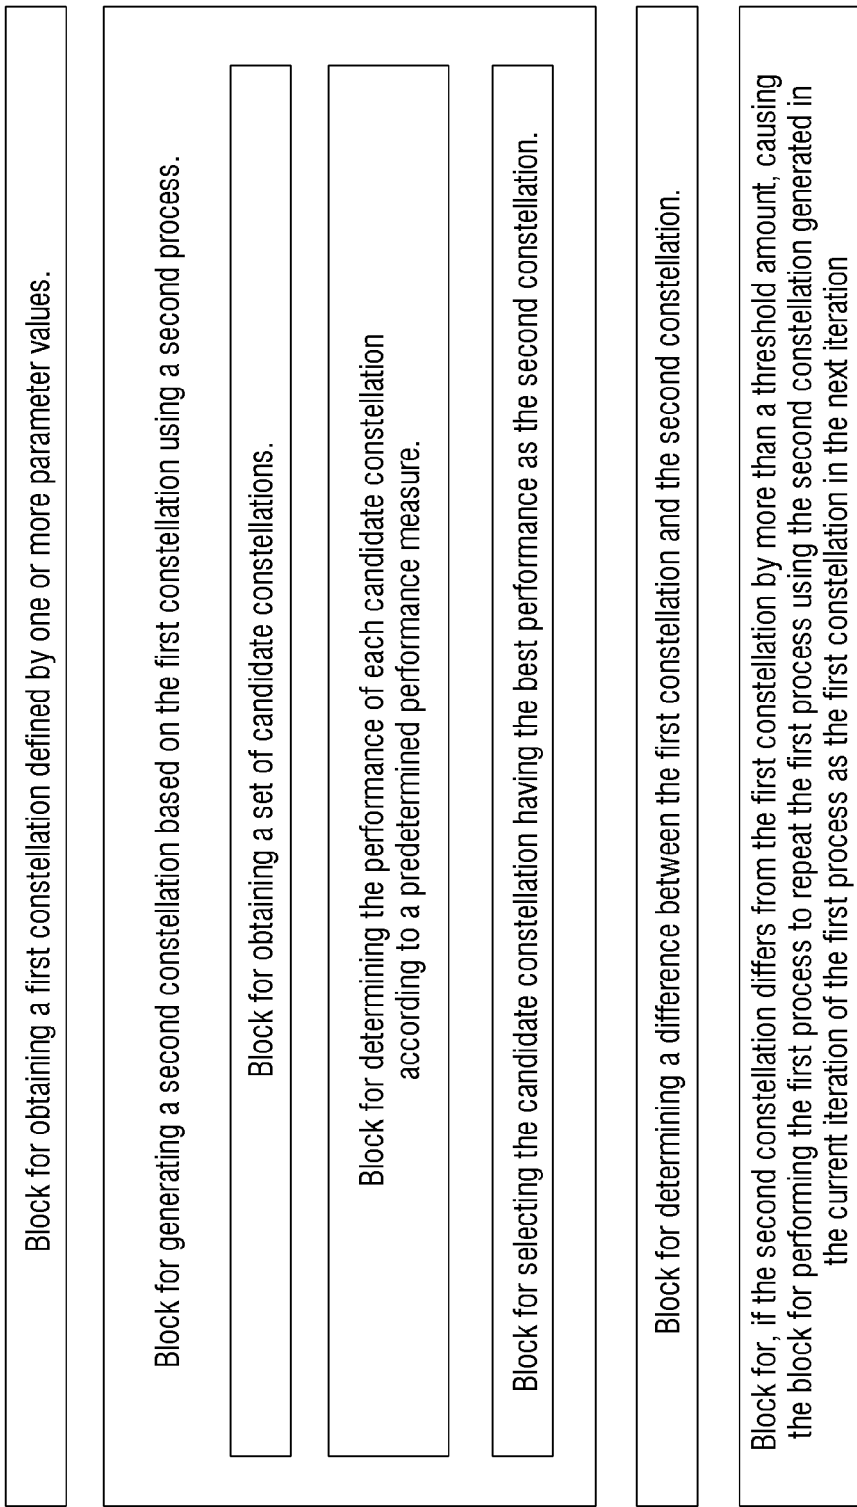 Block for obtaining a first constellation defined by one or more parameter values.
Block for generating a second constellation based on the first constellation using a second process.
Block for obtaining a set of candidate constellations.
Block for determining the performance of each candidate constellation
according to a predetermined performance measure.
Block for selecting the candidate constellation having the best performance as the second constellation.
Block for determining a difference between the first constellation and the second constellation.
Block for, if the second constellation differs from the first constellation by more than a threshold amount, causing
the block for performing the first process to repeat the first process using the second constellation generated in
the current iteration of the first process as the first constellation in the next iteration